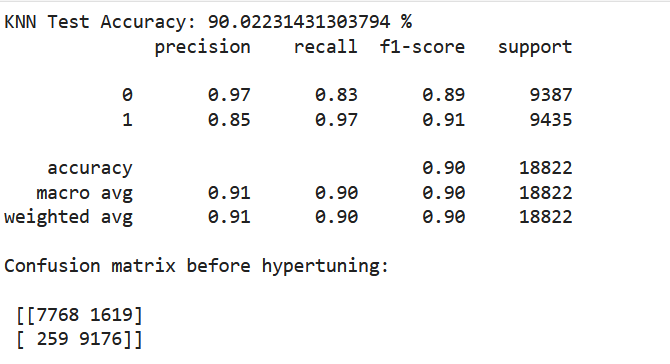 KNN Test Accuracy: 90.02231431303794 %
precision recall f1-score support
0 0.97 0.83 0.89 9387
1 0.85 0.97 0.91 9435
accuracy 0.90 18822
macro avg 0.91 0.90 0.90 18822
weighted avg 0.91 0.90 0.90 18822
Confusion matrix before hypertuning:
[[7768 1619]
[ 259 9176]]